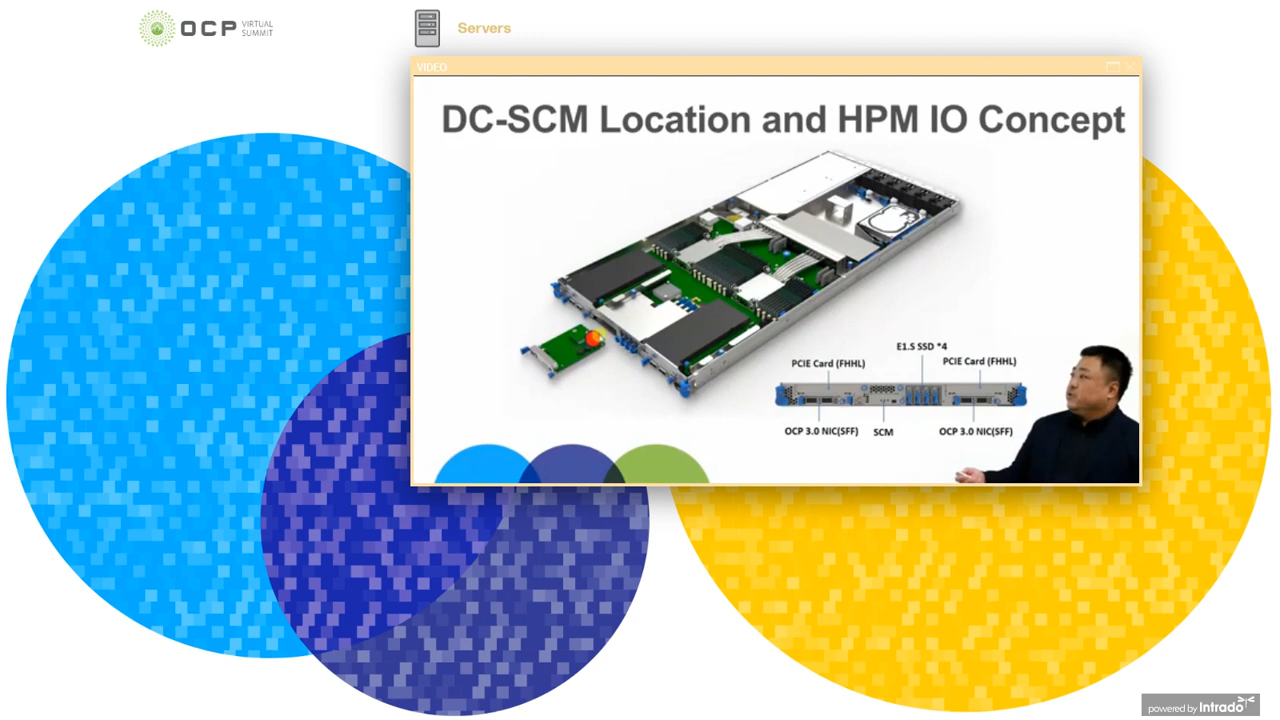 OCP VIRTUAL
SUMMIT
Servers
VIDEO
DC-SCM Location and HPM IO Concept
E1.S SSD *4
PCIE Card (FHHL)
PCIE Card (FHHL)
OCP 3.0 NIC(SFF)
SCM
OCP 3.0 NIC(SFF)
powered by Intrado